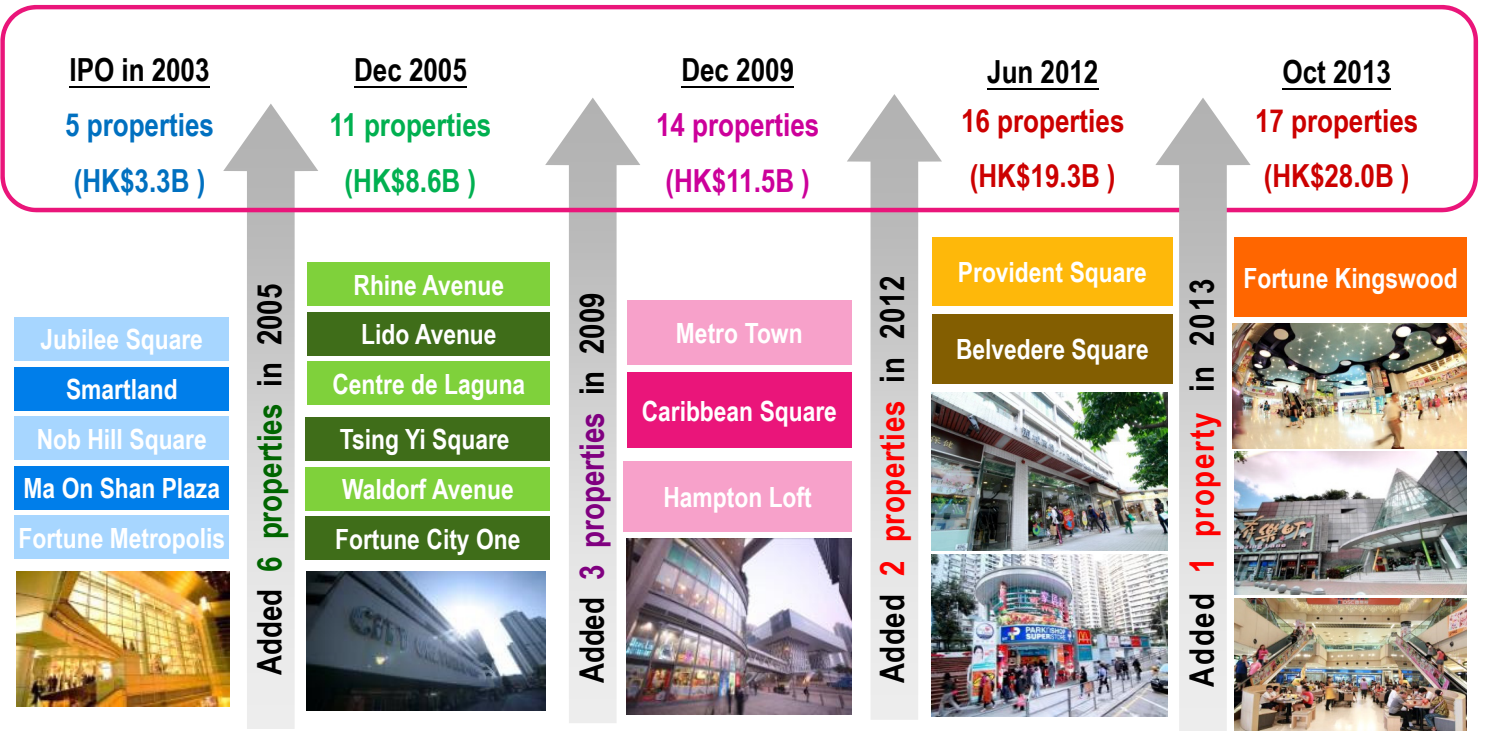 IPO in 2003
5 properties
(HK$3.3B )
Dec 2005
11 properties
(HK$8.6B )
Dec 2009
14 properties
(HK$11.5B )
Jun 2012
16 properties
(HK$19.3B )
Oct 2013
17 properties
(HK$28.0B )
Jubilee Square
Smartland
Nob Hill Square
Ma On Shan Plaza
Fortune Metropolis
Added 6 properties in 2005
Rhine Avenue
Lido Avenue
Centre de Laguna
Tsing Yi Square
Waldorf Avenue
Fortune City One
Added 3 properties in 2009
Metro Town
Caribbean Square
Hampton Loft
Added 2 properties in 2012
Provident Square
Belvedere Square
PARKnSHOP
SUPERSTORE
Added 1 property in 2013
Fortune Kingswood